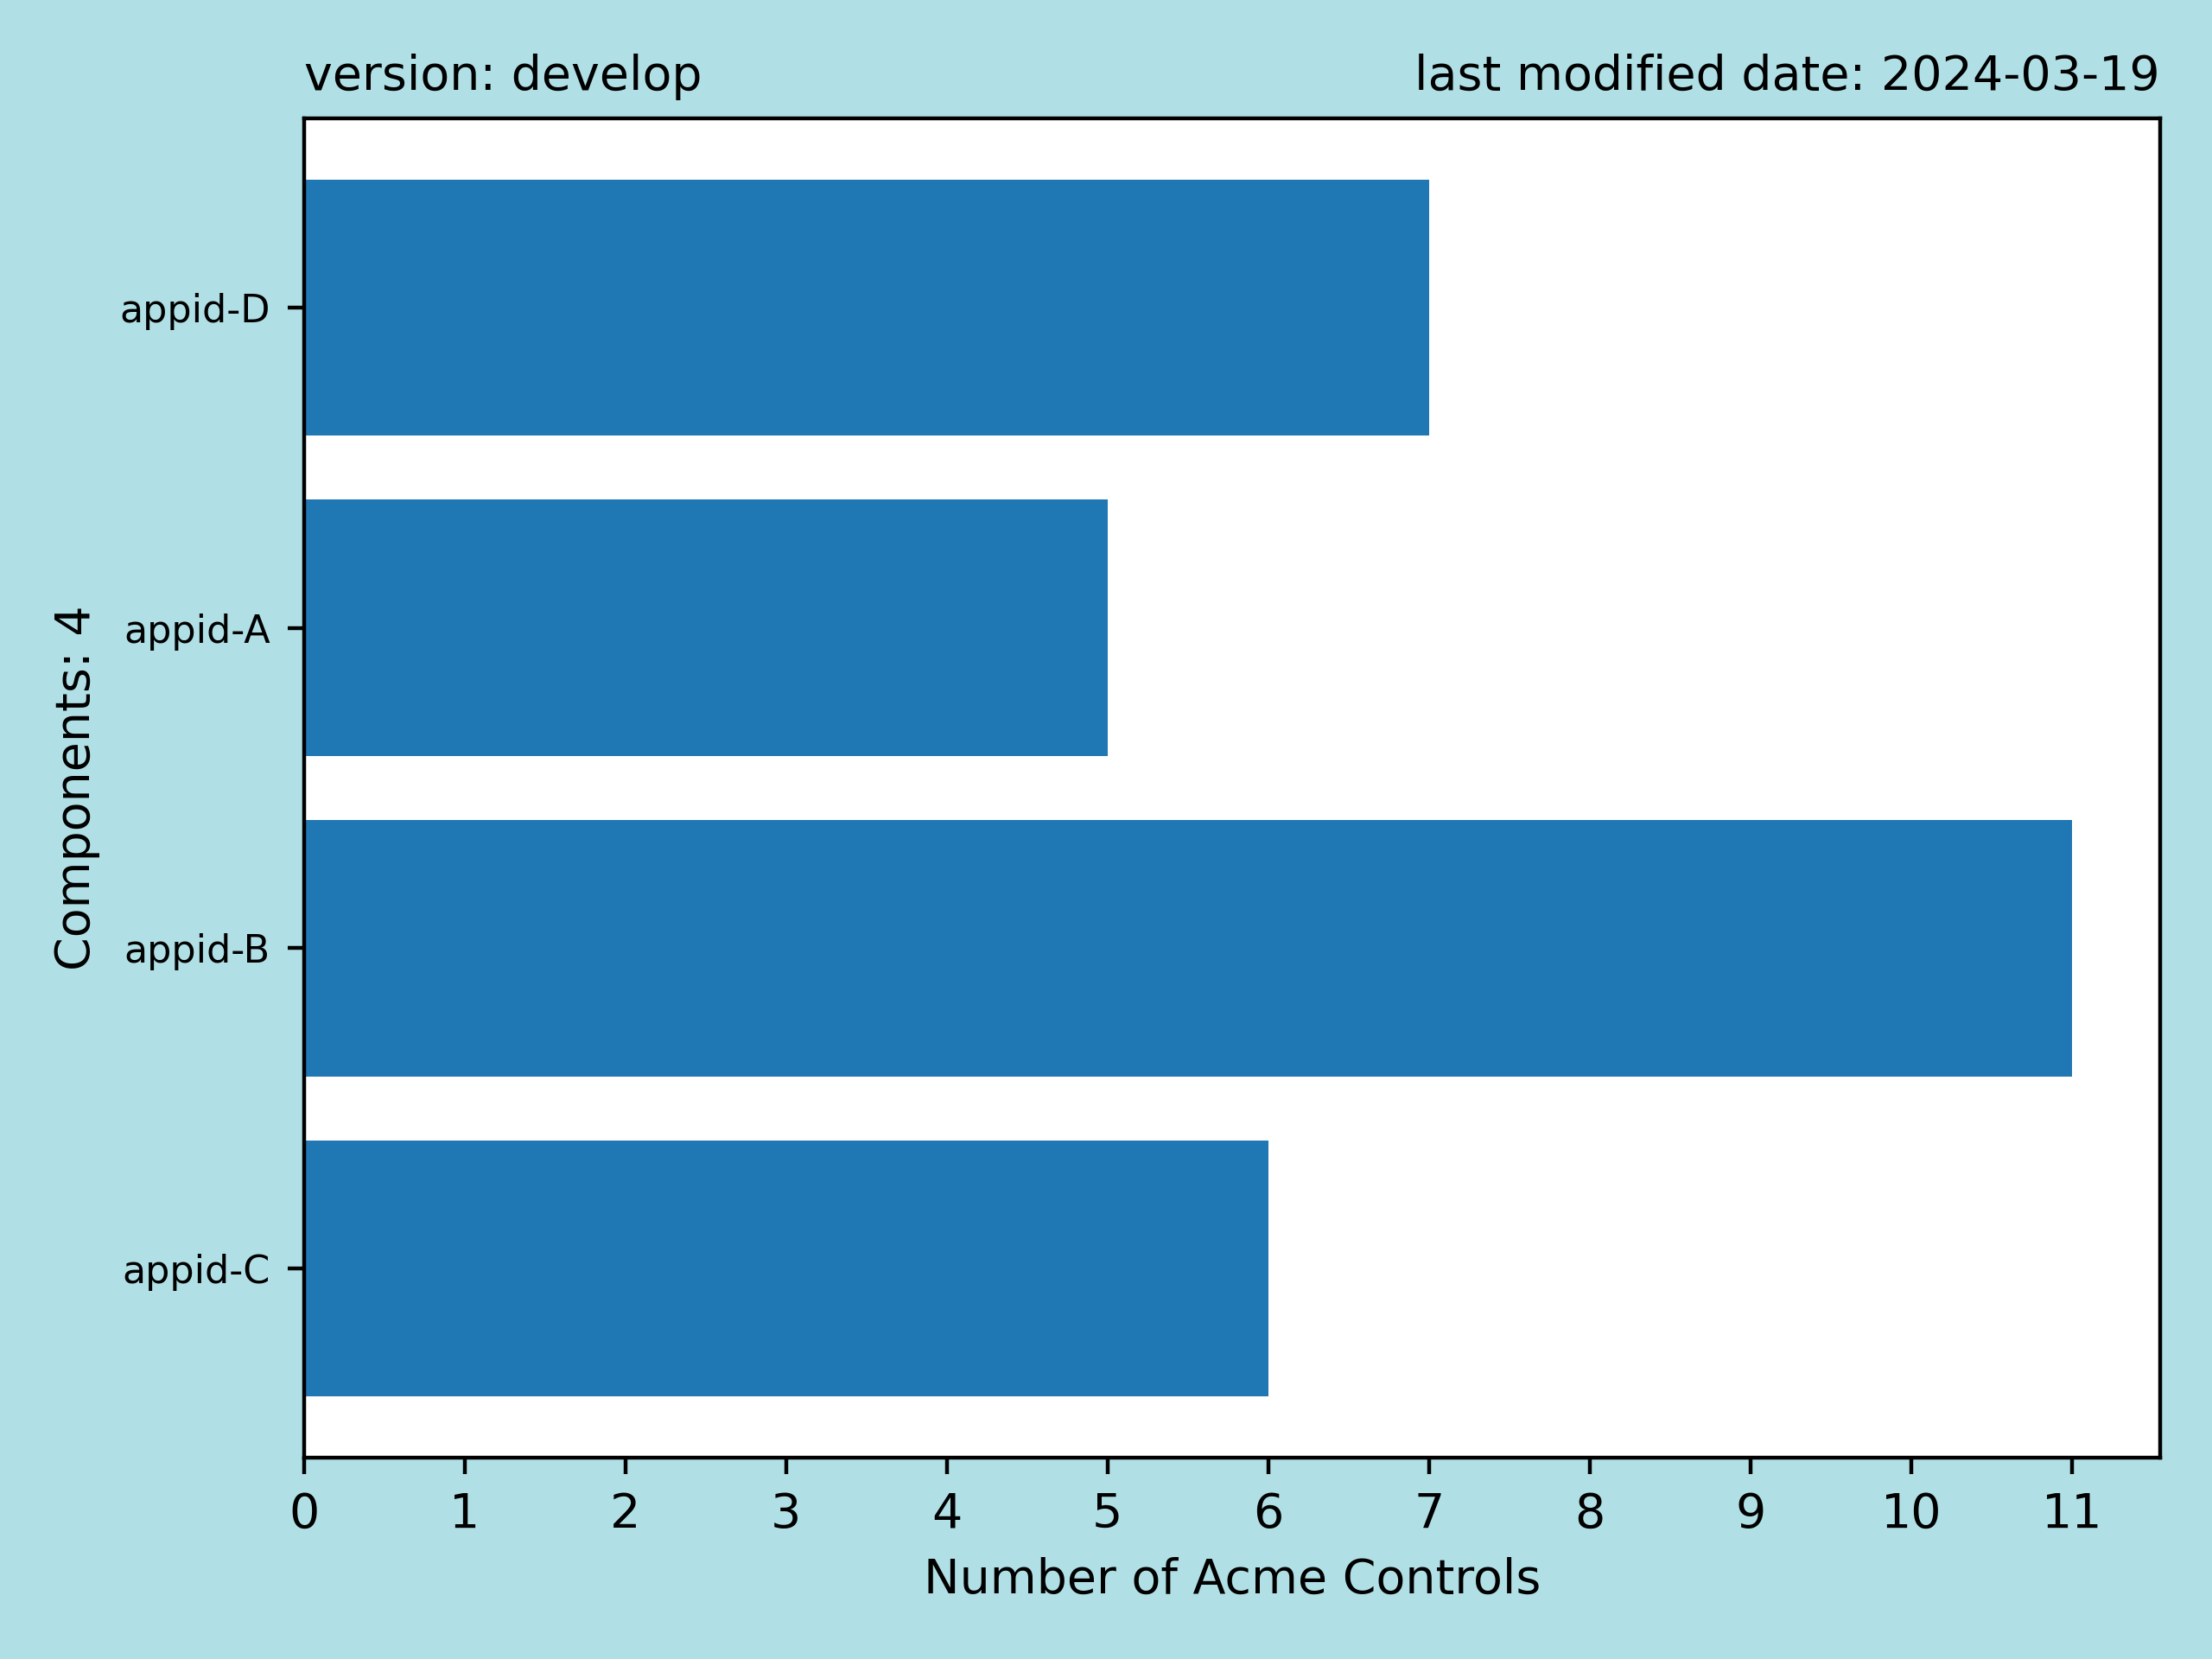 version: develop
last modified date: 2024-03-19
Components: 4
appid-D
appid-A
appid-B
appid-C
0 1 2 3 4 5 6 7 8 9 10 11
Number of Acme Controls